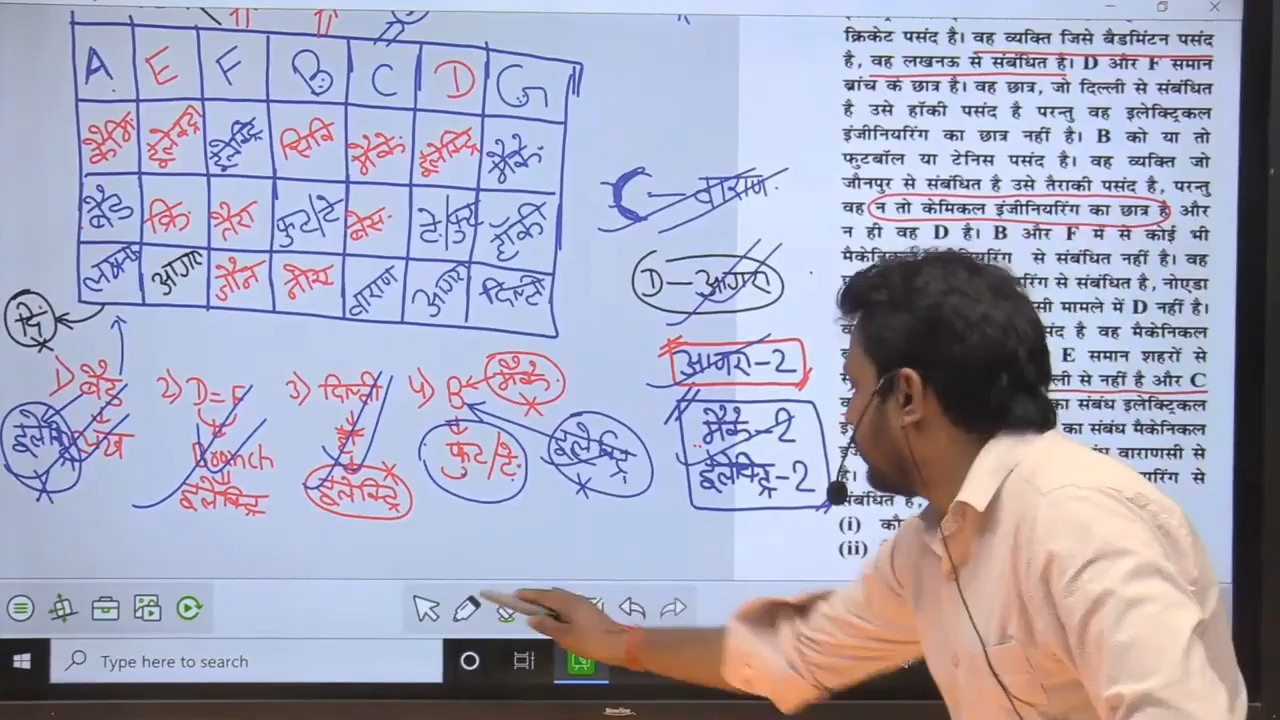 A E F B C D G
कैमि इलेक्ट्रि इलेक्ट्रि सिवि मैकें इलेक्ट्रि मैकें
बैड क्रि तैरा फुट/टे बेस टे/फुट हॉकी
लखनऊ आगरा जौन नोएडा वाराण आगरा दिल्ली
दि
C – वाराण.
D – आगरा
आगरा-2
मैकें-2
इलेक्ट्रि-2
1) बैड
लख
इलेक्ट्रि
2) D = F
Branch
इलेक्ट्रि
3) दिल्ली
हॉ
इलेक्ट्रि
4) B मैकें
फुट/टे.
इलेक्ट्रि
क्रिकेट पसंद है। वह व्यक्ति जिसे बैडमिंटन पसंद
है, वह लखनऊ से संबंधित है। D और F समान
ब्रांच के छात्र है। वह छात्र, जो दिल्ली से संबंधित
है उसे हॉकी पसंद है परन्तु वह इलेक्ट्रिकल
इंजीनियरिंग का छात्र नहीं है। B को या तो
फुटबॉल या टेनिस पसंद है। वह व्यक्ति जो
जौनपुर से संबंधित है उसे तैराकी पसंद है, परन्तु
वह न तो केमिकल इंजीनियरिंग का छात्र है और
न ही वह D है। B और F में से कोई भी
मैकेनिकल इंजीनियरिंग से संबंधित नहीं है। वह
रिंग से संबंधित है, नोएडा
सी मामले में D नहीं है।
संद है वह मैकेनिकल
E समान शहरों से
ली से नहीं है और C
का संबंध इलेक्ट्रिकल
का संबंध मैकेनिकल
वाराणसी से
है।
संबंधित है,
(i)
(ii)
Type here to search
NewLine